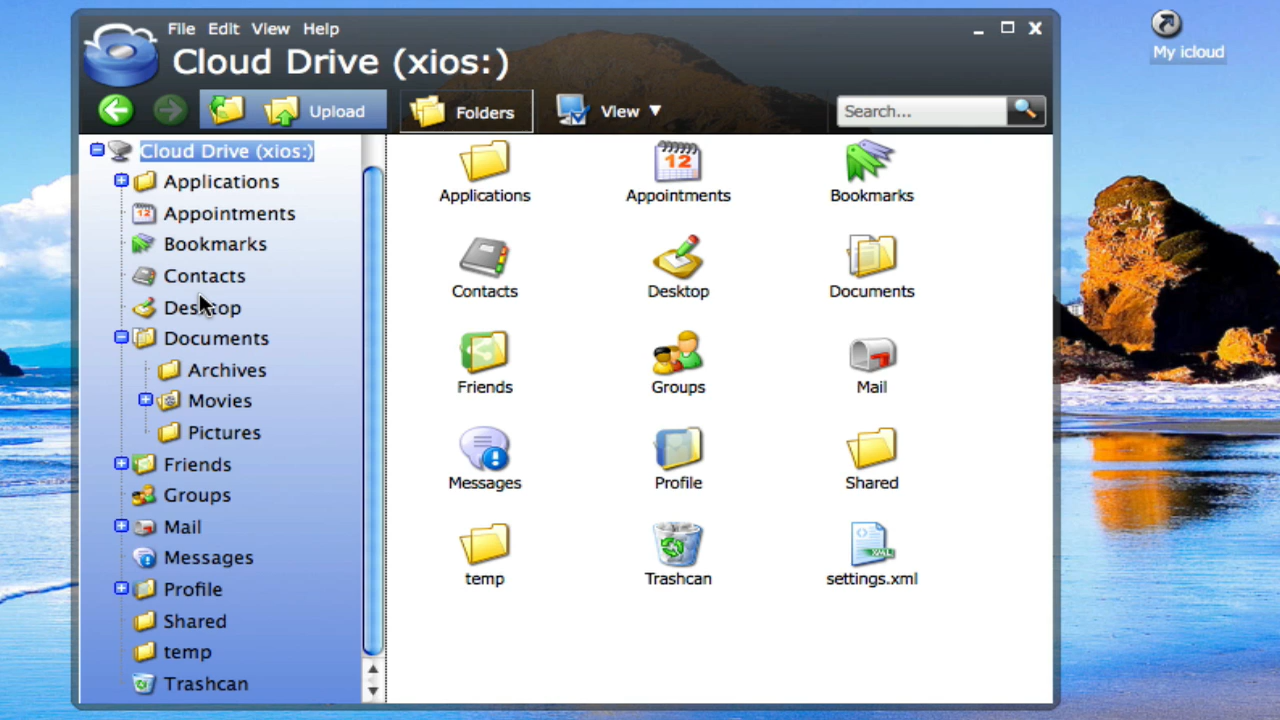 File Edit View Help
Cloud Drive (xios:)
Upload Folders View Search...
My icloud
Cloud Drive (xios:)
Applications
Appointments
Bookmarks
Contacts
Desktop
Documents
Archives
Movies
Pictures
Friends
Groups
Mail
Messages
Profile
Shared
temp
Trashcan
Applications Appointments Bookmarks
12
Contacts Desktop Documents
Friends Groups Mail
Messages Profile Shared
temp Trashcan settings.xml
XML